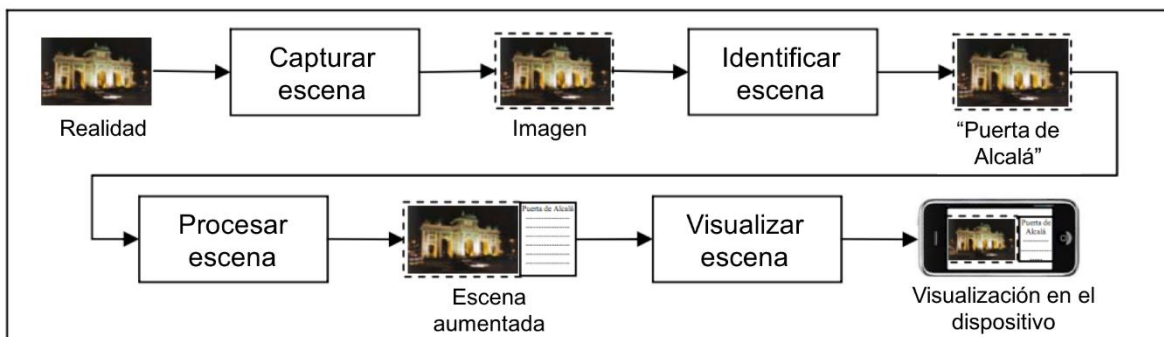 Capturar
escena
Identificar
escena
Realidad
Imagen
“Puerta de
Alcalá”
Procesar
escena
Puerta de Alcalá
Visualizar
escena
Puerta de
Alcalá
Escena
aumentada
Visualización en el
dispositivo